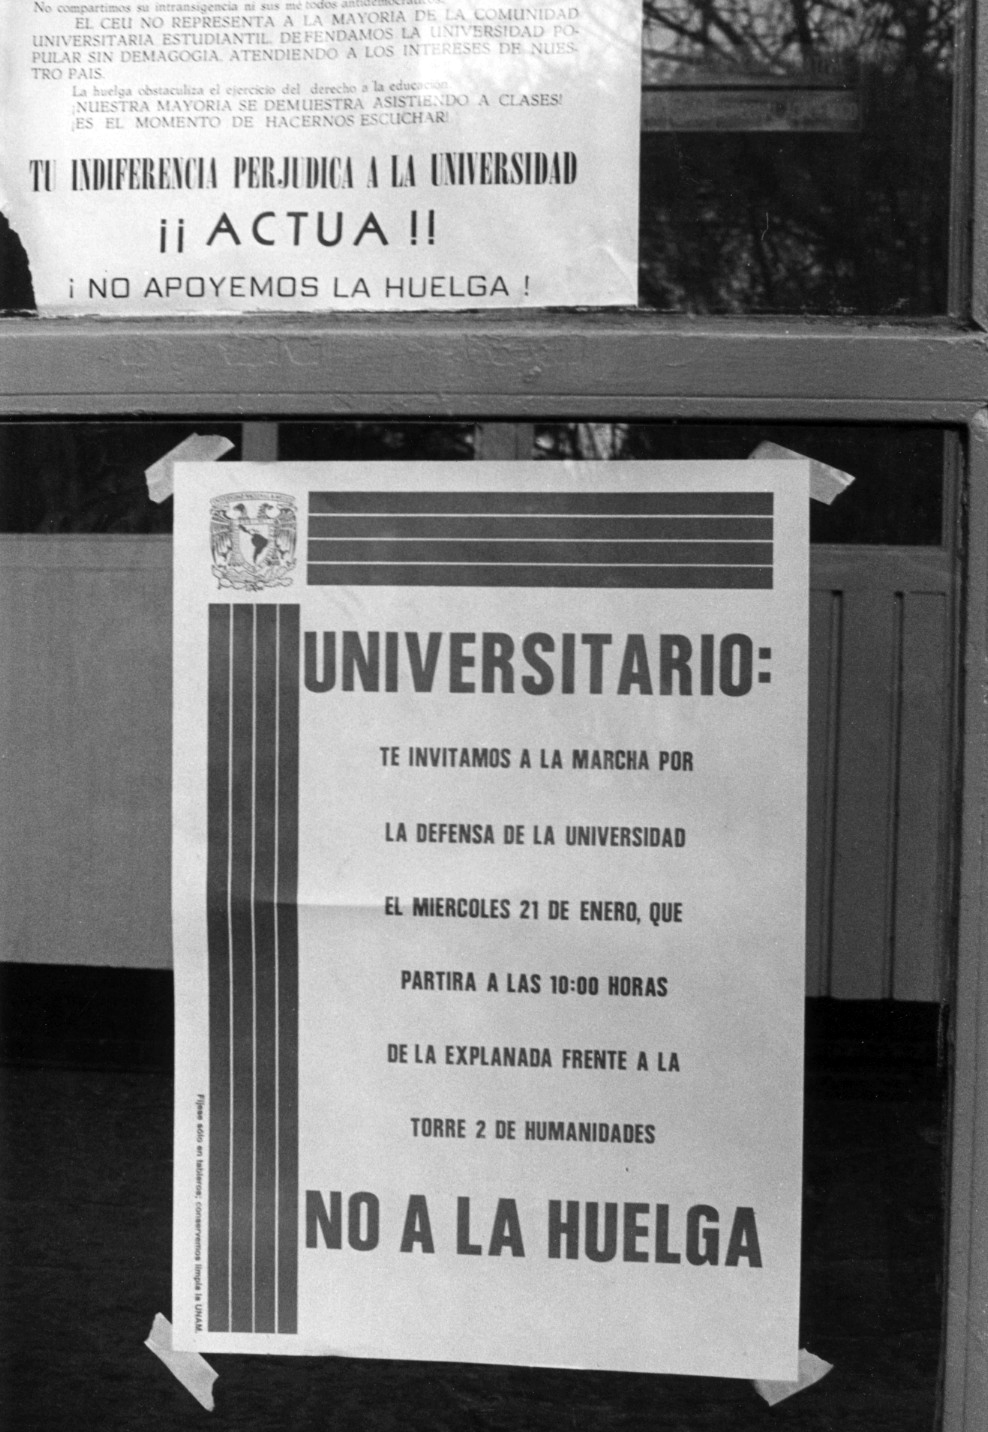 No compartimos su intransigencia ni sus métodos antidemocráticos.
EL CEU NO REPRESENTA A LA MAYORIA DE LA COMUNIDAD
UNIVERSITARIA ESTUDIANTIL. DEFENDAMOS LA UNIVERSIDAD PO-
PULAR SIN DEMAGOGIA, ATENDIENDO A LOS INTERESES DE NUES-
TRO PAIS.
La huelga obstaculiza el ejercicio del derecho a la educación.
¡NUESTRA MAYORIA SE DEMUESTRA ASISTIENDO A CLASES!
¡ES EL MOMENTO DE HACERNOS ESCUCHAR!
TU INDIFERENCIA PERJUDICA A LA UNIVERSIDAD
¡¡ ACTUA !!
¡ NO APOYEMOS LA HUELGA !
UNIVERSITARIO:
TE INVITAMOS A LA MARCHA POR
LA DEFENSA DE LA UNIVERSIDAD
EL MIERCOLES 21 DE ENERO, QUE
PARTIRA A LAS 10:00 HORAS
DE LA EXPLANADA FRENTE A LA
TORRE 2 DE HUMANIDADES
NO A LA HUELGA
Fíjese sólo en tableros; conservemos limpia la UNAM.